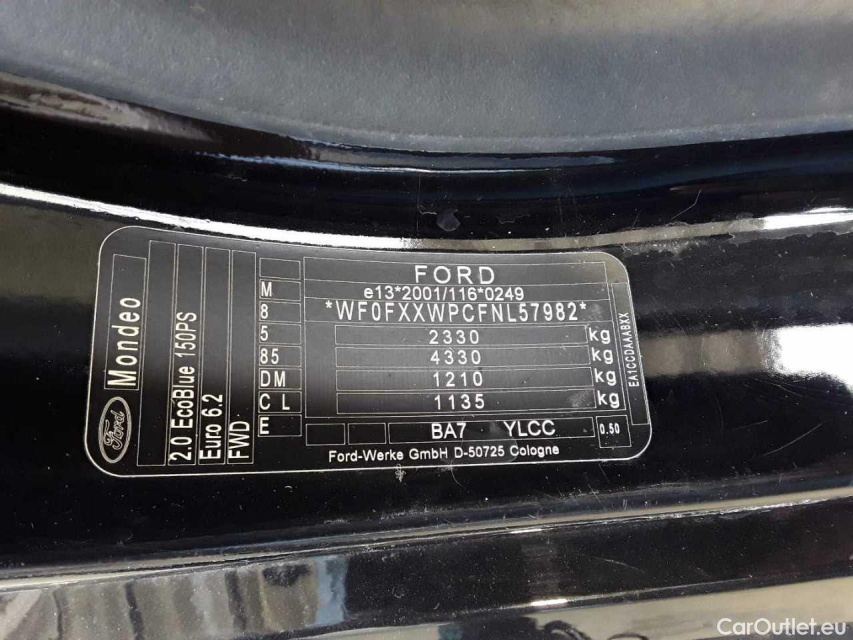 FORD
e13*2001/116*0249
*WF0FXXWPCFNL57982*
2330 kg
4330 kg
1210 kg
1135 kg
BA7 YLCC 0.50
Ford-Werke GmbH D-50725 Cologne
M
8
5
85
DM
C L
E
Mondeo
Ford
2.0 EcoBlue 150PS
Euro 6.2
FWD
EA1CCDAAABXX
CarOutlet.eu